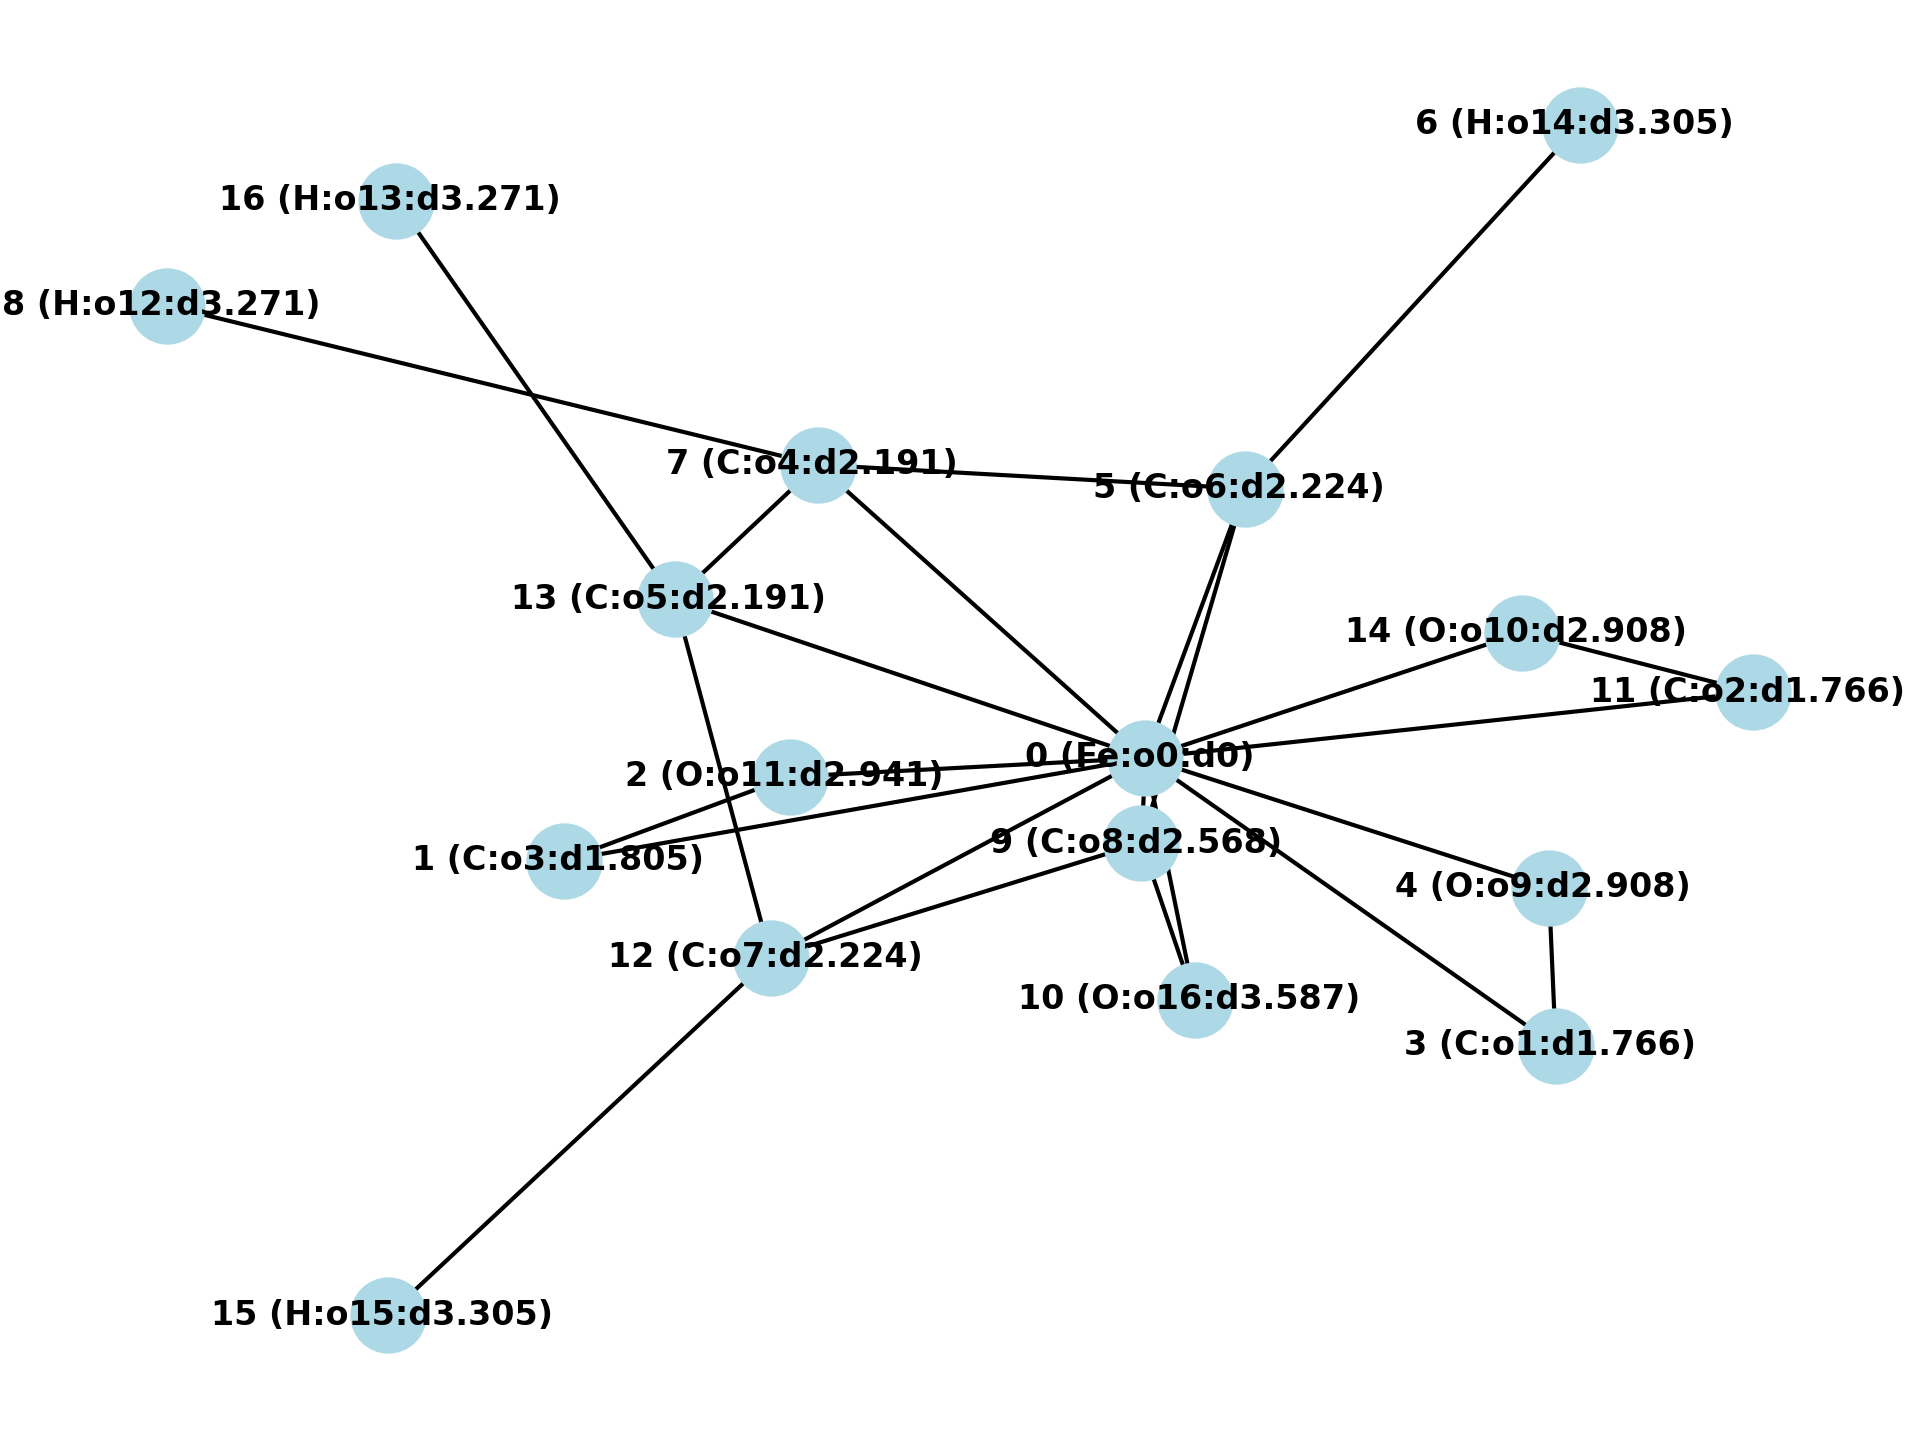 6 (H:o14:d3.305)
16 (H:o13:d3.271)
8 (H:o12:d3.271)
7 (C:o4:d2.191)
5 (C:o6:d2.224)
13 (C:o5:d2.191)
14 (O:o10:d2.908)
11 (C:o2:d1.766)
0 (Fe:o0:d0)
2 (O:o11:d2.941)
9 (C:o8:d2.568)
1 (C:o3:d1.805)
4 (O:o9:d2.908)
12 (C:o7:d2.224)
10 (O:o16:d3.587)
3 (C:o1:d1.766)
15 (H:o15:d3.305)